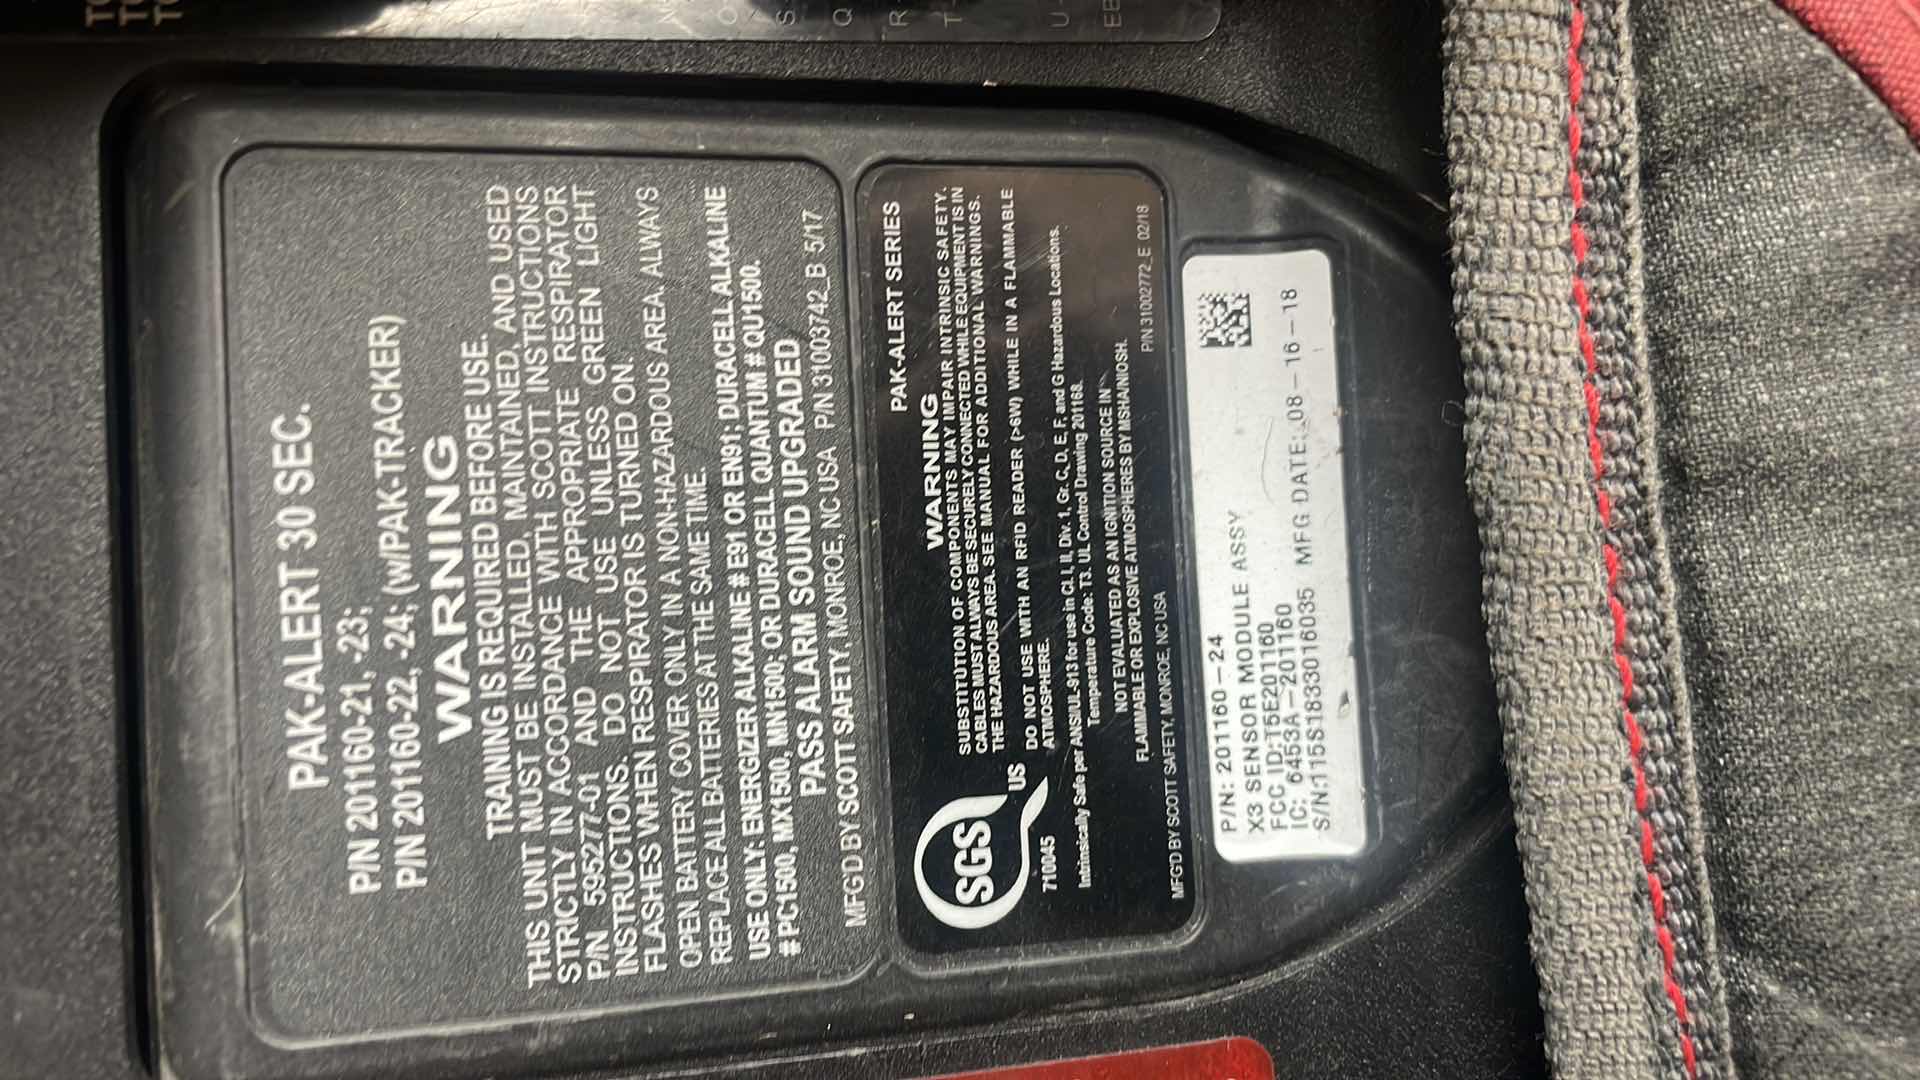 PAK-ALERT 30 SEC.
P/N 201160-21, -23;
P/N 201160-22, -24; (w/PAK-TRACKER)
WARNING
TRAINING IS REQUIRED BEFORE USE.
THIS UNIT MUST BE INSTALLED, MAINTAINED, AND USED
STRICTLY IN ACCORDANCE WITH SCOTT INSTRUCTIONS
P/N 595277-01 AND THE APPROPRIATE RESPIRATOR
INSTRUCTIONS. DO NOT USE UNLESS GREEN LIGHT
FLASHES WHEN RESPIRATOR IS TURNED ON.
OPEN BATTERY COVER ONLY IN A NON-HAZARDOUS AREA. ALWAYS
REPLACE ALL BATTERIES AT THE SAME TIME.
USE ONLY: ENERGIZER ALKALINE # E91 OR EN91; DURACELL ALKALINE
# PC1500, MX1500, MN1500; OR DURACELL QUANTUM # QU1500.
PASS ALARM SOUND UPGRADED
MFG'D BY SCOTT SAFETY, MONROE, NC USA P/N 31003742_B 5/17
PAK-ALERT SERIES
WARNING
SUBSTITUTION OF COMPONENTS MAY IMPAIR INTRINSIC SAFETY.
CABLES MUST ALWAYS BE SECURELY CONNECTED WHILE EQUIPMENT IS IN
THE HAZARDOUS AREA. SEE MANUAL FOR ADDITIONAL WARNINGS.
DO NOT USE WITH AN RFID READER (>6W) WHILE IN A FLAMMABLE
ATMOSPHERE.
SGS
US
710045
Intrinsically Safe per ANSI/UL-913 for use in Cl. I, II, Div. 1, Gr. C, D, E, F, and G Hazardous Locations.
Temperature Code: T3. UL Control Drawing 201168.
NOT EVALUATED AS AN IGNITION SOURCE IN
FLAMMABLE OR EXPLOSIVE ATMOSPHERES BY MSHA/NIOSH.
MFG'D BY SCOTT SAFETY, MONROE, NC USA P/N 31002772_E 02/18
P/N: 201160-24
X3 SENSOR MODULE ASSY
FCC ID:T5E201160
IC: 6453A-201160
S/N:115S1833016035 MFG DATE: 08-16-18